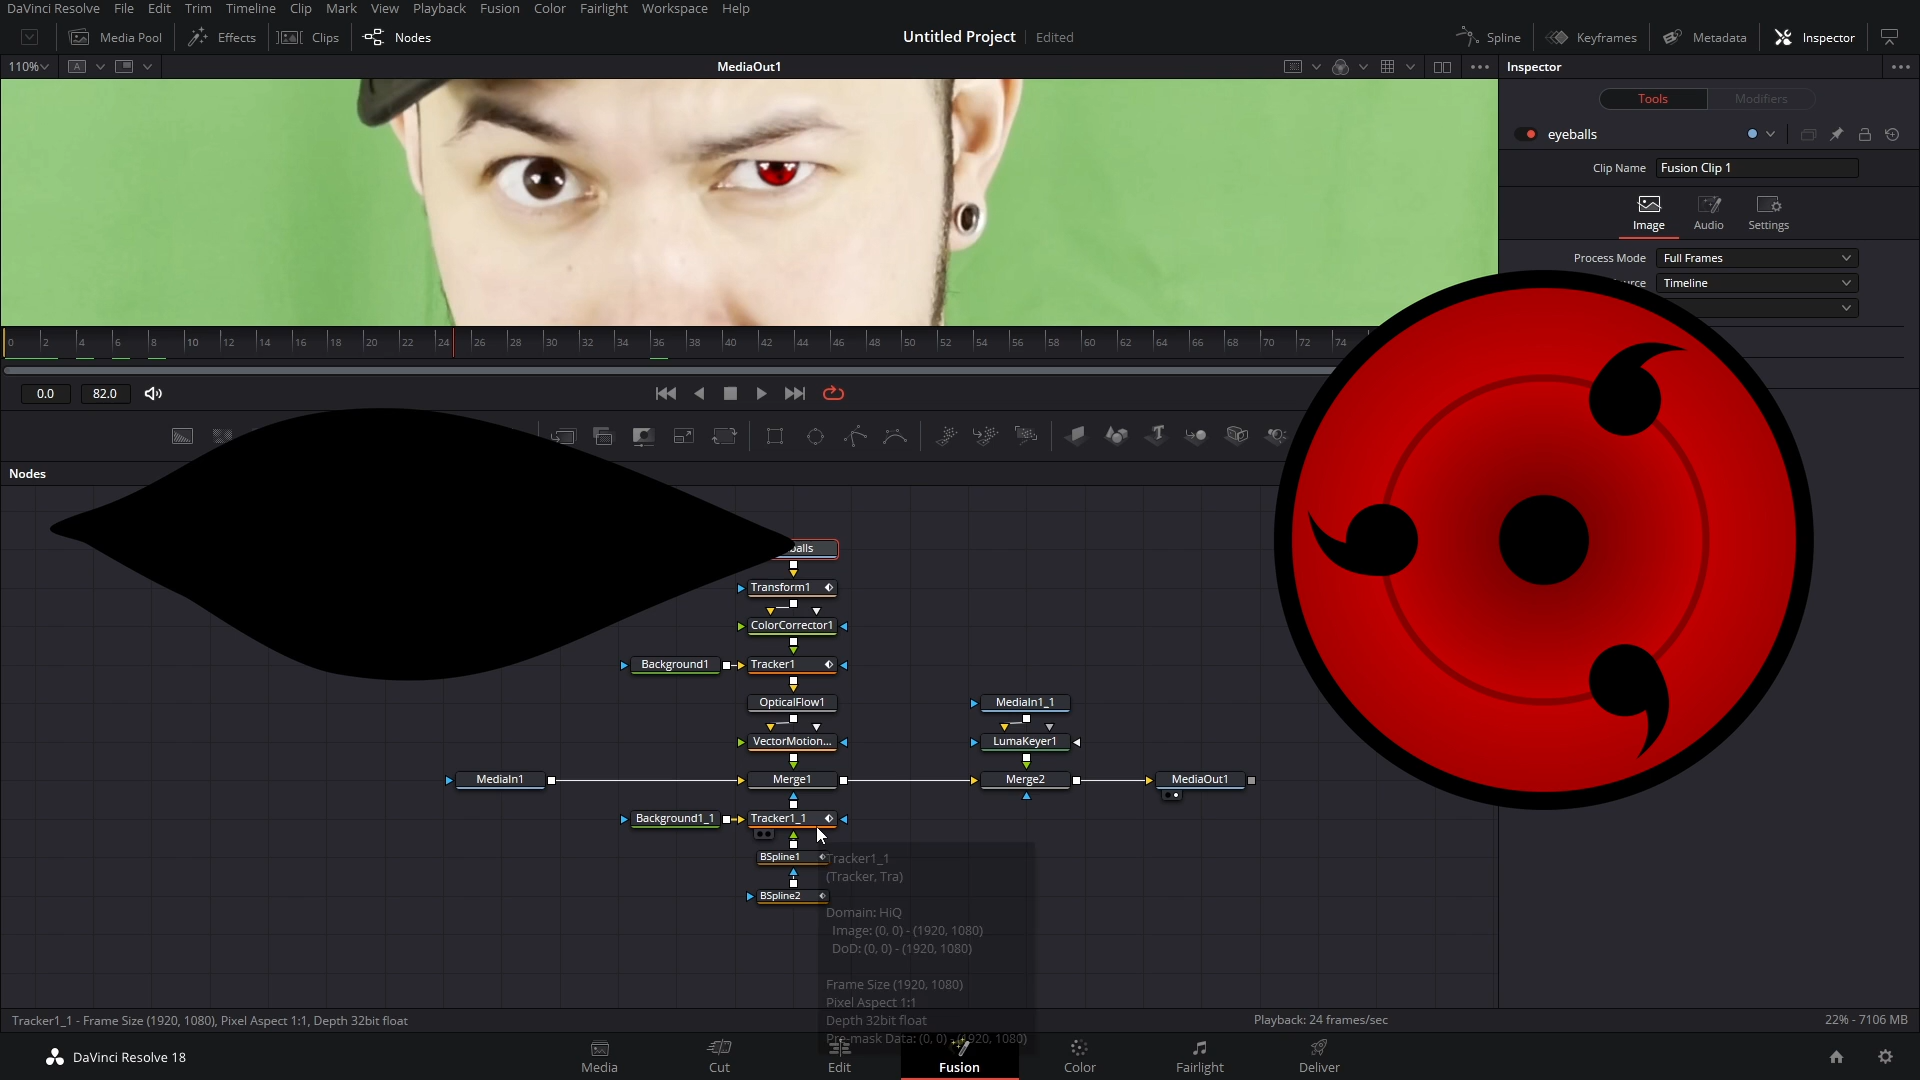 DaVinci Resolve File Edit Trim Timeline Clip Mark View Playback Fusion Color Fairlight Workspace Help
Media Pool Effects Clips Nodes Untitled Project Edited Spline Keyframes Metadata Inspector
110% A MediaOut1 Inspector
Tools Modifiers
eyeballs
Clip Name Fusion Clip 1
Image Audio Settings
Process Mode Full Frames
Timeline
0 2 4 6 8 10 12 14 16 18 20 22 24 26 28 30 32 34 36 38 40 42 44 46 48 50 52 54 56 58 60 62 64 66 68 70 72 74
0.0 82.0
Nodes
Transform1
ColorCorrector1
Background1 Tracker1
OpticalFlow1 MediaIn1_1
VectorMotion... LumaKeyer1
MediaIn1 Merge1 Merge2 MediaOut1
Background1_1 Tracker1_1
BSpline1
BSpline2
Tracker1_1
(Tracker, Tra)
Domain: HiQ
Image: (0, 0) - (1920, 1080)
DoD: (0, 0) - (1920, 1080)
Frame Size (1920, 1080)
Pixel Aspect 1:1
Depth 32bit float
Pre-mask Data: (0, 0) - (1920, 1080)
Tracker1_1 - Frame Size (1920, 1080), Pixel Aspect 1:1, Depth 32bit float Playback: 24 frames/sec 22% - 7106 MB
DaVinci Resolve 18 Media Cut Edit Fusion Color Fairlight Deliver